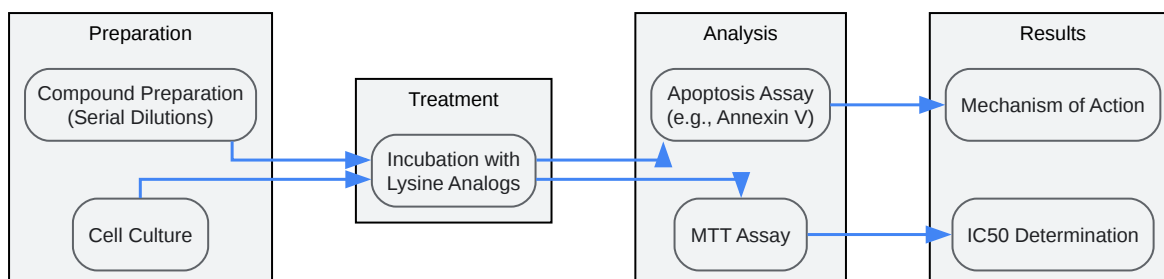 Preparation
Compound Preparation
(Serial Dilutions)
Cell Culture
Treatment
Incubation with
Lysine Analogs
Analysis
Apoptosis Assay
(e.g., Annexin V)
MTT Assay
Results
Mechanism of Action
IC50 Determination